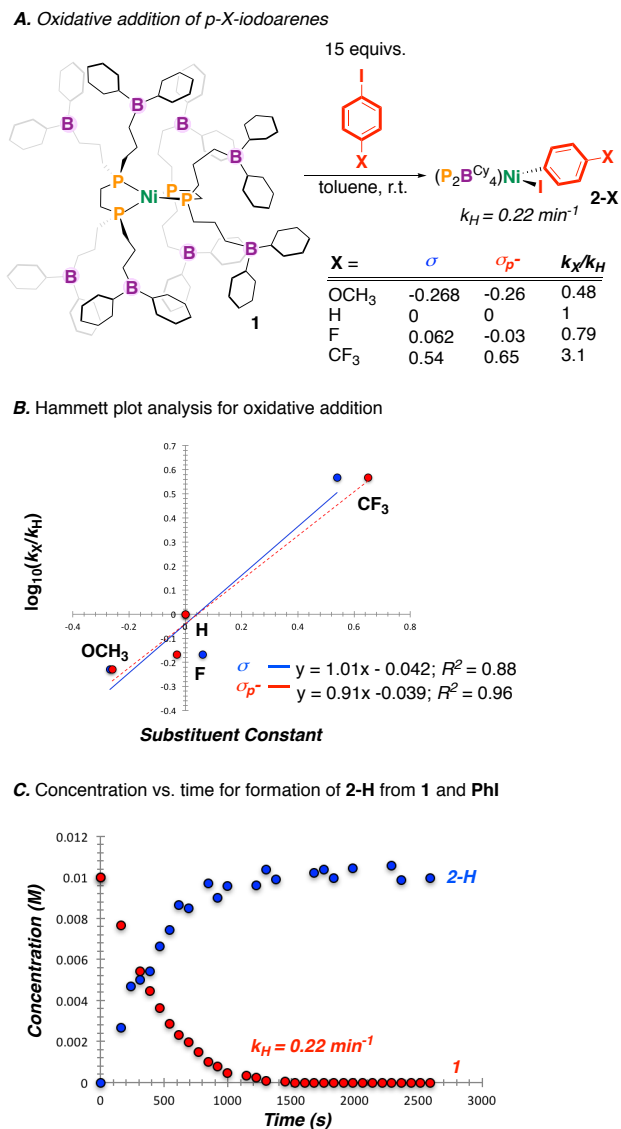 A. Oxidative addition of p-X-iodoarenes
15 equivs.
I
X
toluene, r.t.
B B B B B B B B
P P P P Ni
1
(P2B^Cy4)Ni I X
2-X
kH = 0.22 min-1
X = σ σp- kX/kH
OCH3 -0.268 -0.26 0.48
H 0 0 1
F 0.062 -0.03 0.79
CF3 0.54 0.65 3.1
B. Hammett plot analysis for oxidative addition
log10(kX/kH)
0.7
0.6
0.5
0.4
0.3
0.2
0.1
0
-0.1
-0.2
-0.3
-0.4
-0.4 -0.2 0 0.2 0.4 0.6 0.8
CF3
H
OCH3
F
σ y = 1.01x - 0.042; R2 = 0.88
σp- y = 0.91x -0.039; R2 = 0.96
Substituent Constant
C. Concentration vs. time for formation of 2-H from 1 and PhI
Concentration (M)
0.012
0.01
0.008
0.006
0.004
0.002
0
2-H
kH = 0.22 min-1
1
0 500 1000 1500 2000 2500 3000
Time (s)